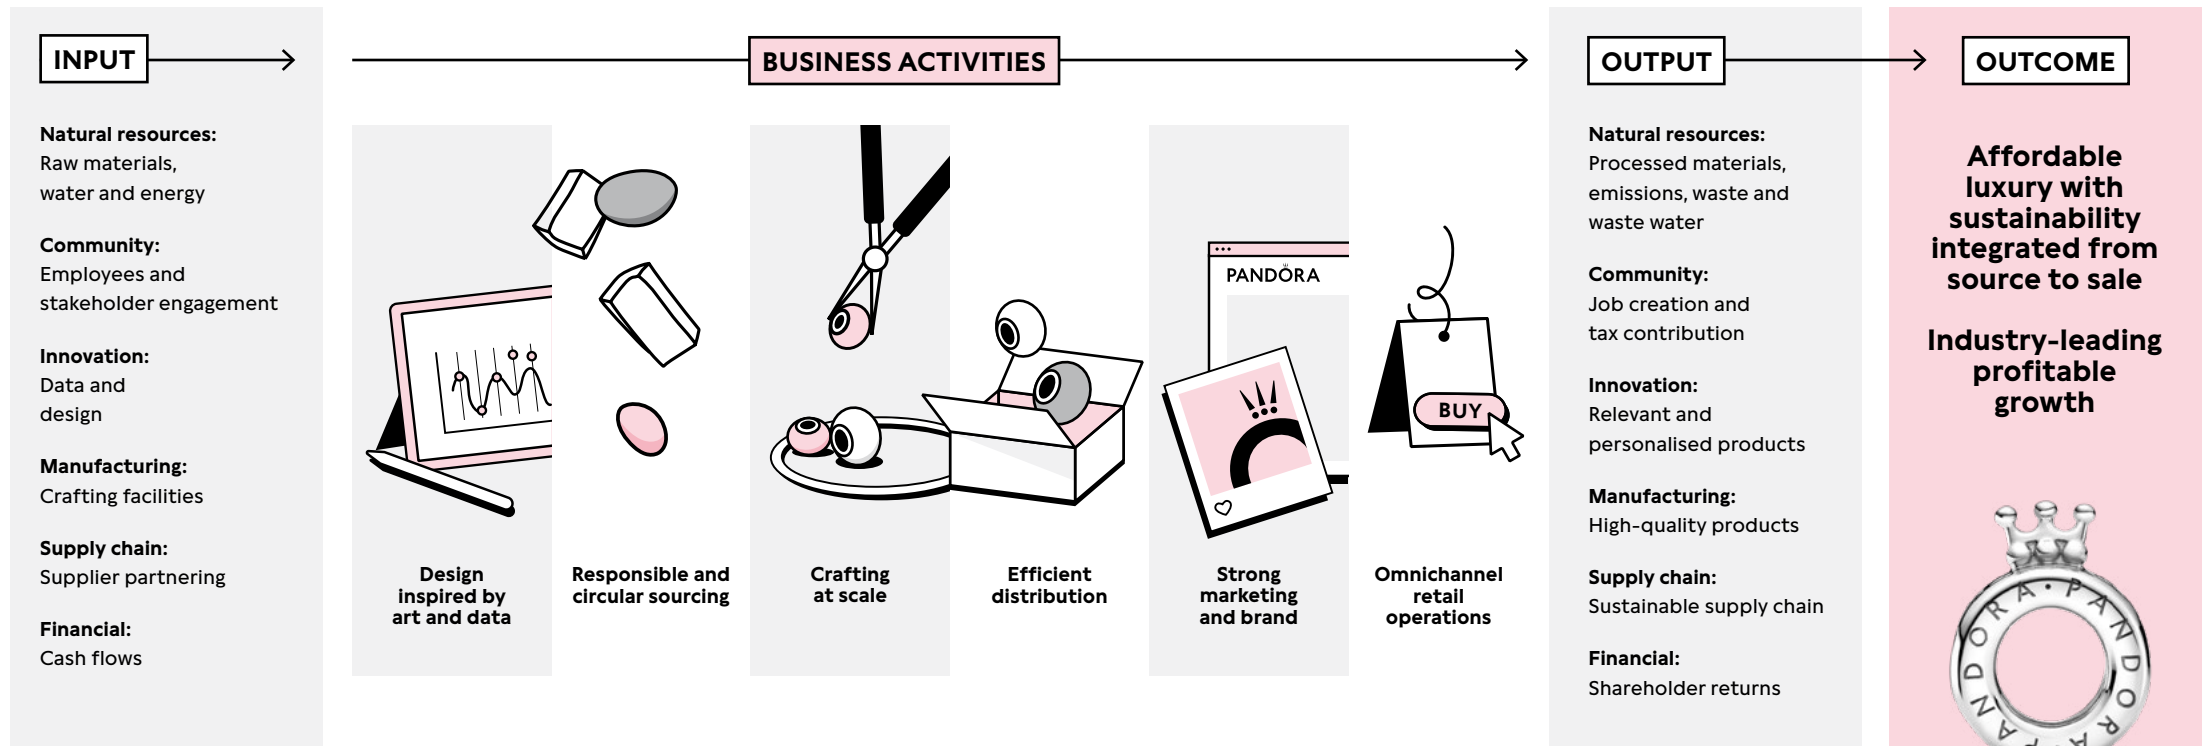 INPUT
Natural resources:
Raw materials,
water and energy
Community:
Employees and
stakeholder engagement
Innovation:
Data and
design
Manufacturing:
Crafting facilities
Supply chain:
Supplier partnering
Financial:
Cash flows
BUSINESS ACTIVITIES
Design
inspired by
art and data
Responsible and
circular sourcing
Crafting
at scale
Efficient
distribution
PANDÖRA
Strong
marketing
and brand
BUY
Omnichannel
retail
operations
OUTPUT
Natural resources:
Processed materials,
emissions, waste and
waste water
Community:
Job creation and
tax contribution
Innovation:
Relevant and
personalised products
Manufacturing:
High-quality products
Supply chain:
Sustainable supply chain
Financial:
Shareholder returns
OUTCOME
Affordable
luxury with
sustainability
integrated from
source to sale
Industry-leading
profitable
growth
PANDORA·PANDORA·PA